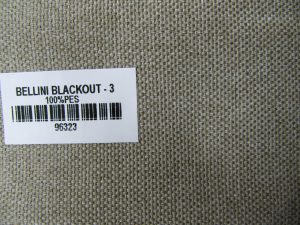 BELLINI BLACKOUT - 3
100%PES
96323